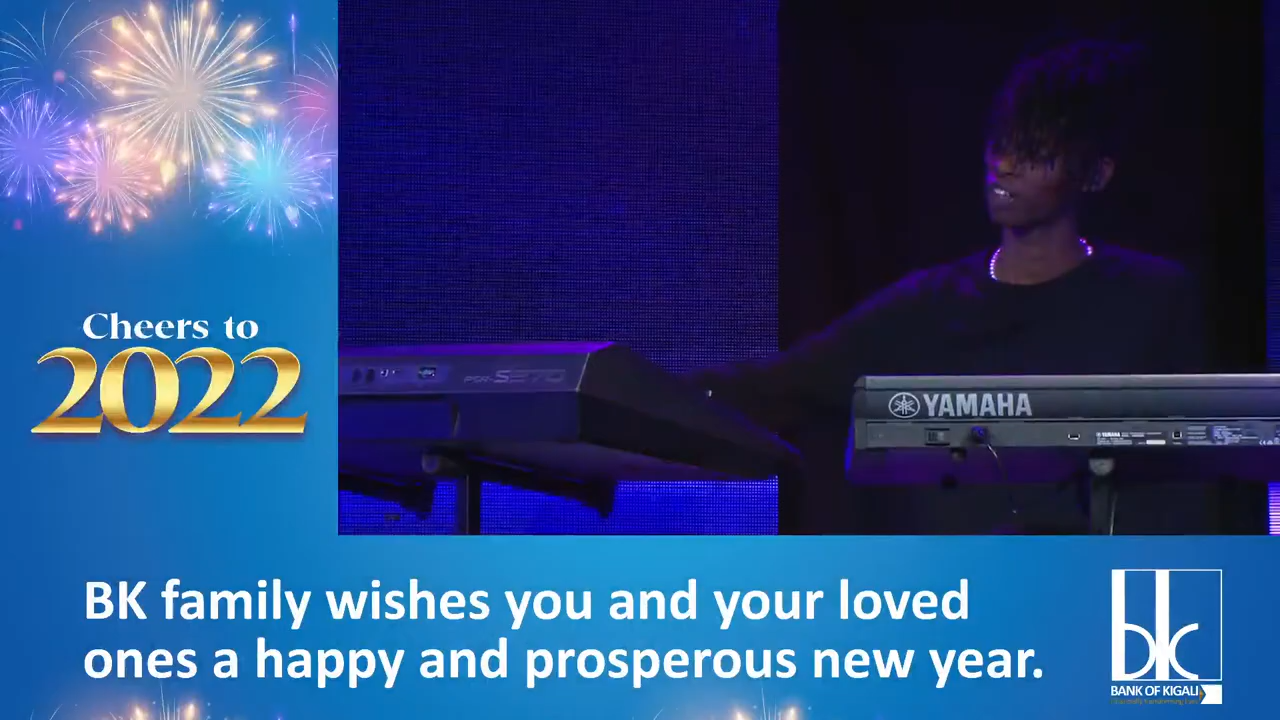 Cheers to
2022
PSR-S970
YAMAHA
YAMAHA
BK family wishes you and your loved
ones a happy and prosperous new year.
bk
BANK OF KIGALI